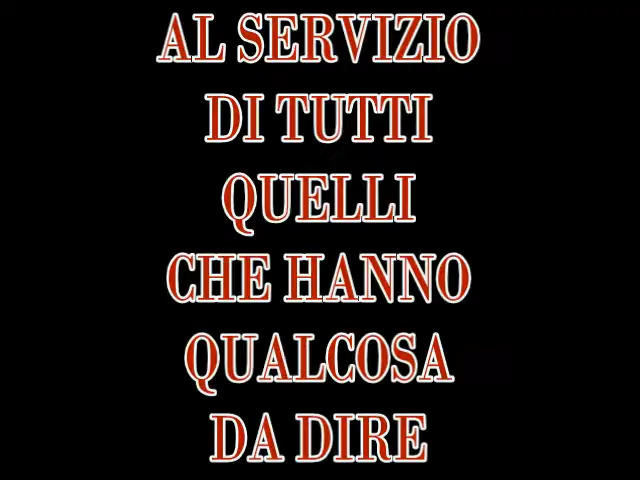 AL SERVIZIO
DI TUTTI
QUELLI
CHE HANNO
QUALCOSA
DA DIRE